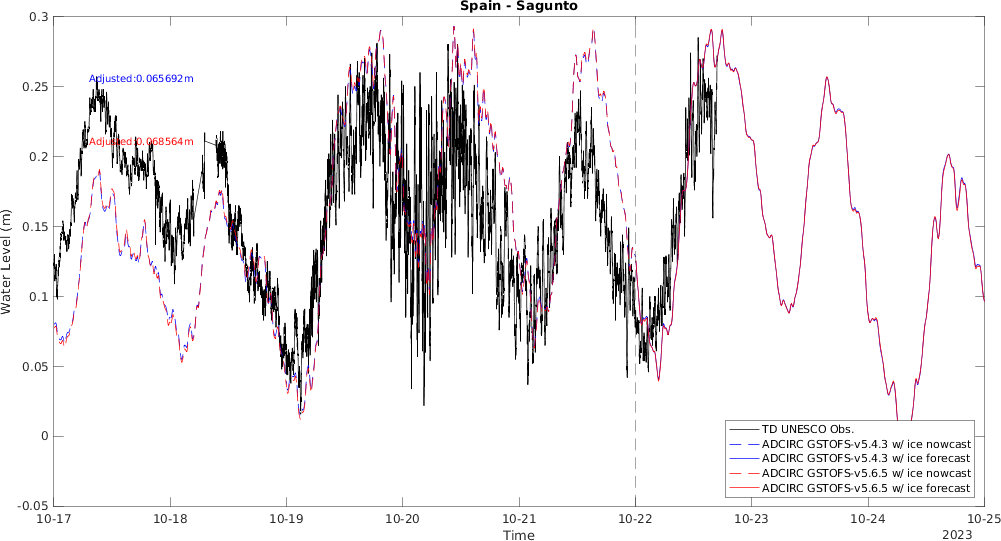 Spain - Sagunto
Water Level (m)
0.3
0.25
0.2
0.15
0.1
0.05
0
-0.05
Adjusted:0.065692m
Adjusted:0.068564m
TD UNESCO Obs.
ADCIRC GSTOFS-v5.4.3 w/ ice nowcast
ADCIRC GSTOFS-v5.4.3 w/ ice forecast
ADCIRC GSTOFS-v5.6.5 w/ ice nowcast
ADCIRC GSTOFS-v5.6.5 w/ ice forecast
10-17 10-18 10-19 10-20 10-21 10-22 10-23 10-24 10-25
Time
2023